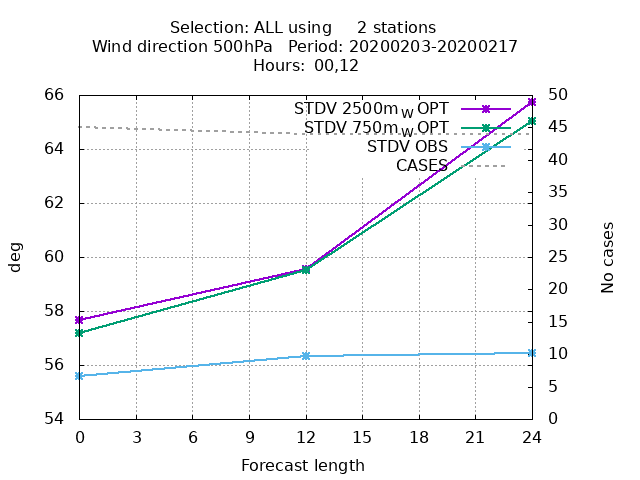 Selection: ALL using 2 stations
Wind direction 500hPa Period: 20200203-20200217
Hours: 00,12
66 50
STDV 2500m W OPT
STDV 750m W OPT
STDV OBS
CASES
64 45
62 40
60 35
58 30
56 25
54 20
15
10
5
0
deg
No cases
0 3 6 9 12 15 18 21 24
Forecast length